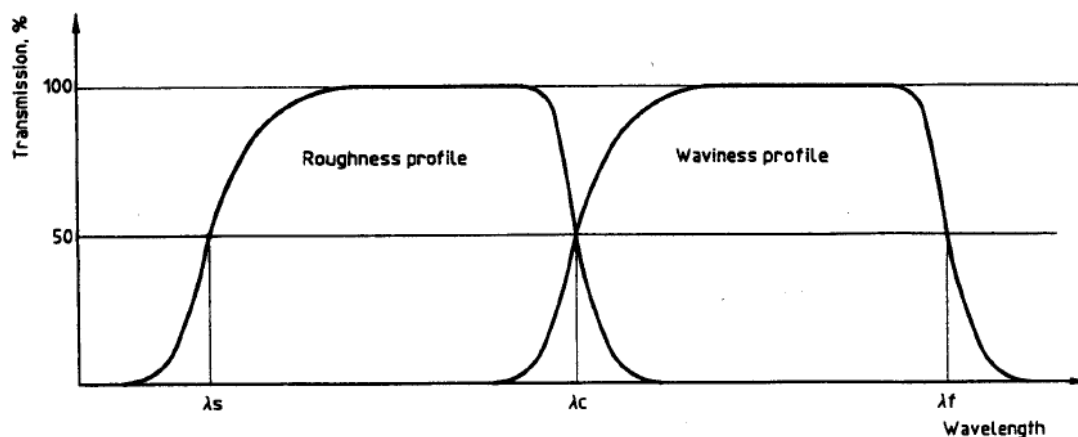 Transmission, %
100
50
Roughness profile
Waviness profile
λs
λc
λf
Wavelength